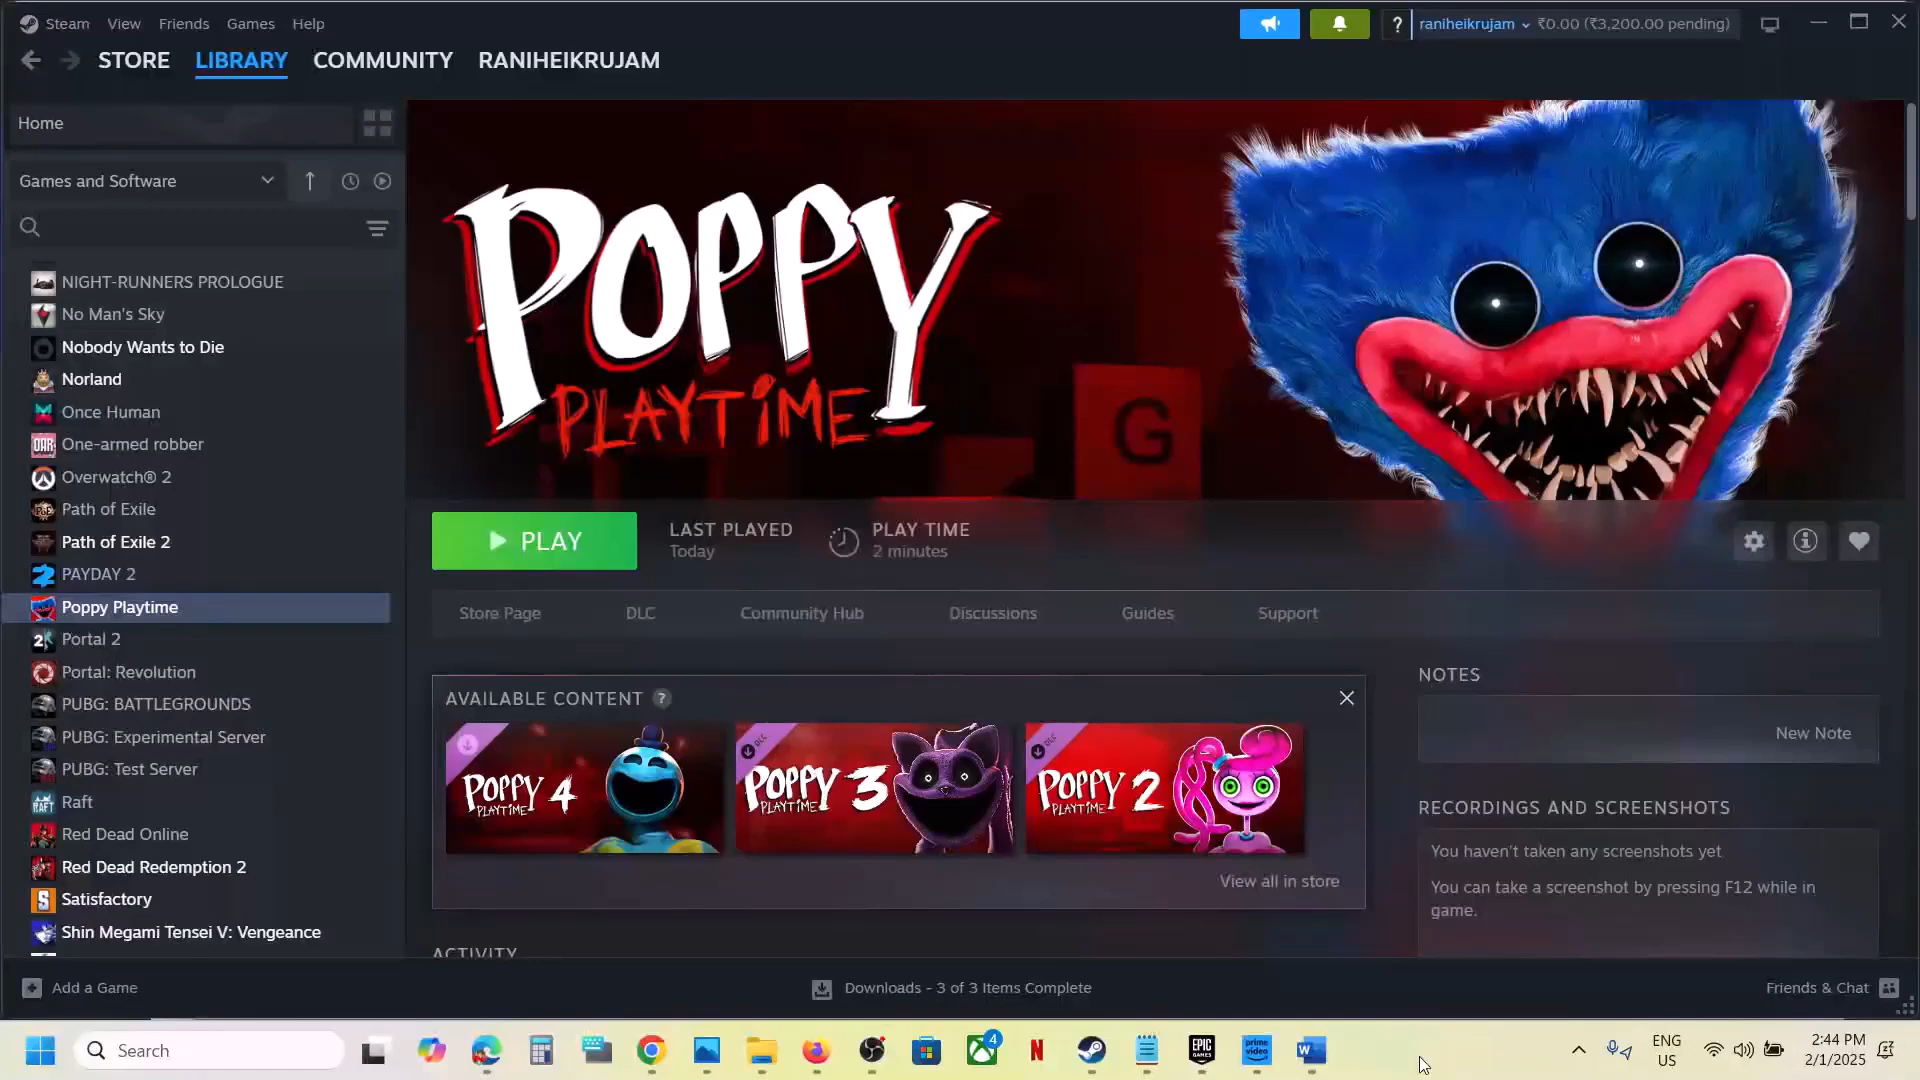 Steam View Friends Games Help
? raniheikrujam ₹0.00 (₹3,200.00 pending)
STORE LIBRARY COMMUNITY RANIHEIKRUJAM
Home
Games and Software
NIGHT-RUNNERS PROLOGUE
No Man's Sky
Nobody Wants to Die
Norland
Once Human
One-armed robber
Overwatch® 2
Path of Exile
Path of Exile 2
PAYDAY 2
Poppy Playtime
Portal 2
Portal: Revolution
PUBG: BATTLEGROUNDS
PUBG: Experimental Server
PUBG: Test Server
Raft
Red Dead Online
Red Dead Redemption 2
Satisfactory
Shin Megami Tensei V: Vengeance
POPPY
PLAYTIME
G
PLAY
LAST PLAYED
Today
PLAY TIME
2 minutes
Store Page DLC Community Hub Discussions Guides Support
AVAILABLE CONTENT ?
POPPY 4
PLAYTIME
DLC
POPPY 3
PLAYTIME
DLC
POPPY 2
PLAYTIME
View all in store
ACTIVITY
NOTES
New Note
RECORDINGS AND SCREENSHOTS
You haven't taken any screenshots yet
You can take a screenshot by pressing F12 while in
game.
Add a Game
Downloads - 3 of 3 Items Complete
Friends & Chat
Search
4
EPIC
GAMES
prime
video
ENG
US
2:44 PM
2/1/2025